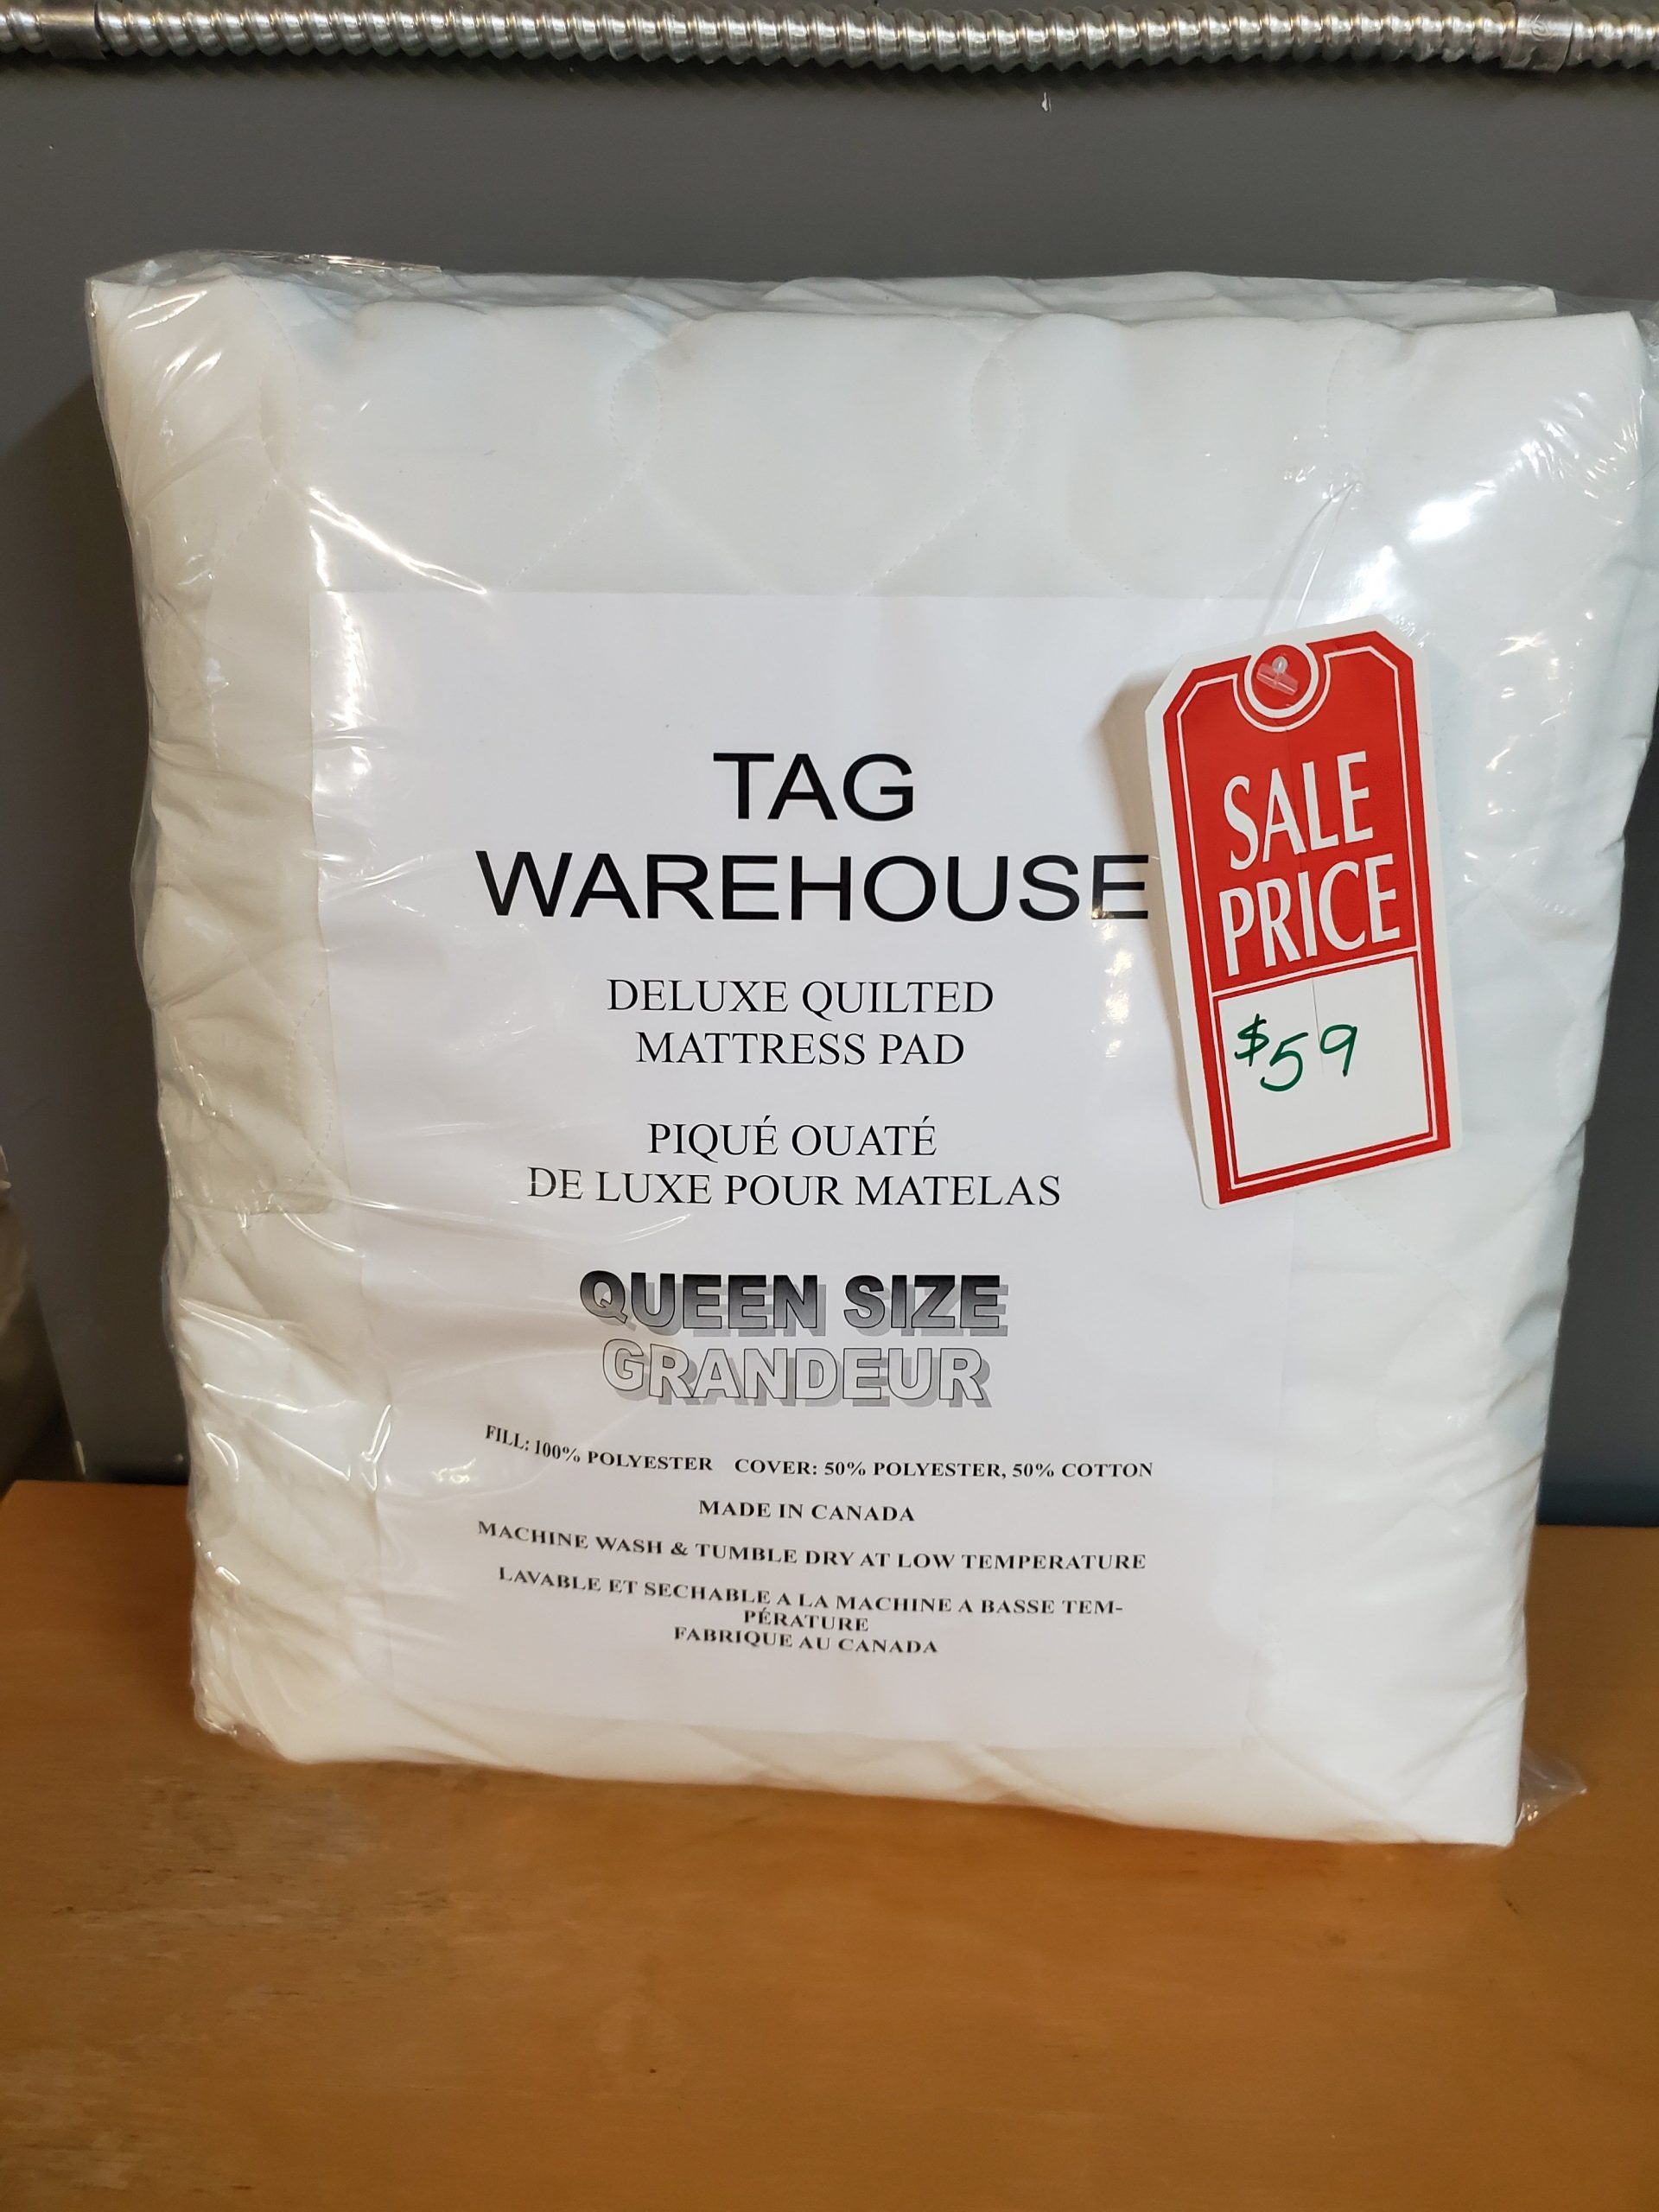 TAG
WAREHOUSE
DELUXE QUILTED
MATTRESS PAD
PIQUÉ OUATÉ
DE LUXE POUR MATELAS
QUEEN SIZE
GRANDEUR
FILL: 100% POLYESTER COVER: 50% POLYESTER, 50% COTTON
MADE IN CANADA
MACHINE WASH & TUMBLE DRY AT LOW TEMPERATURE
LAVABLE ET SECHABLE A LA MACHINE A BASSE TEM-
PÉRATURE
FABRIQUE AU CANADA
SALE
PRICE
$59